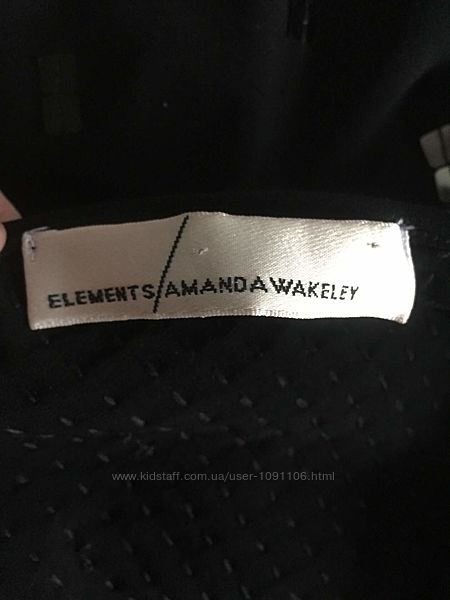 ELEMENTS/AMANDAWAKELEY
www.kidstaff.com.ua/user-1091106.html